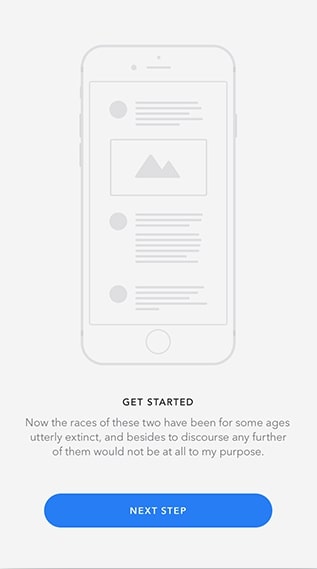 GET STARTED
Now the races of these two have been for some ages
utterly extinct, and besides to discourse any further
of them would not be at all to my purpose.
NEXT STEP